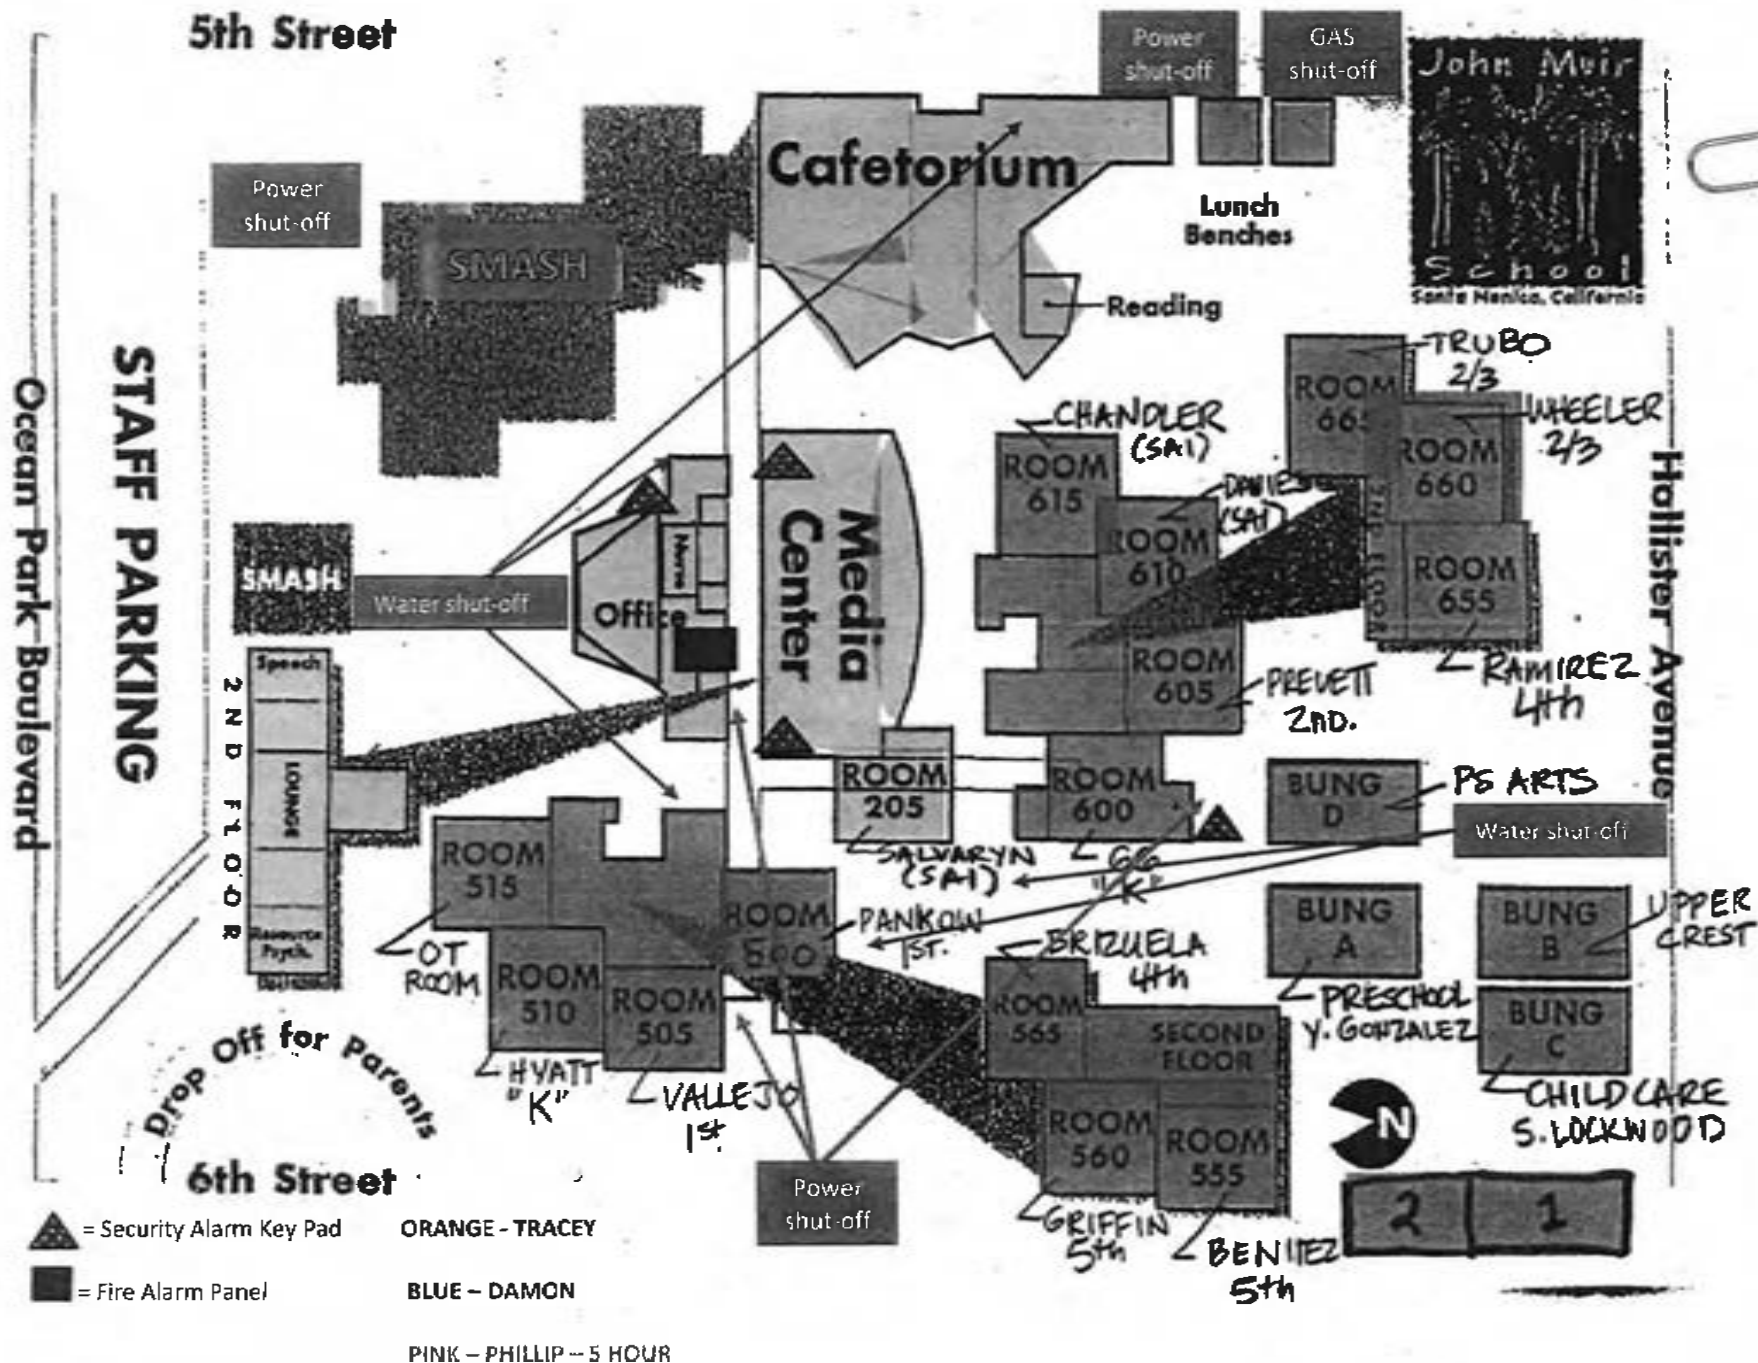 5th Street
Power
shut-off
GAS
shut-off
John Muir
School
Santa Monica, California
Power
shut-off
Cafetorium
Lunch
Benches
SMASH
Reading
TRUBO
2/3
ROOM
665
WHEELER
2/3
ROOM
660
CHANDLER
(SAI)
ROOM
615
DAVIES
(SAI)
ROOM
610
2ND FLOOR
ROOM
655
RAMIREZ
4th
STAFF PARKING
Ocean Park Boulevard
Hollister Avenue
Media
Center
Nurse
Office
SMASH
Water shut-off
ROOM
605
PREVETT
2ND.
Speech
LOUNGE
Resource
Psych.
2ND FLOOR
ROOM
205
SALVARYN
(SAI)
ROOM
600
"K"
BUNG
D
PS ARTS
Water shut-off
ROOM
515
OT
ROOM
ROOM
500
PANKOW
1ST.
BRIZUELA
4th
BUNG
A
PRESCHOOL
Y. GONZALEZ
BUNG
B
UPPER
CREST
ROOM
510
HYATT
"K"
ROOM
505
VALLEJO
1st
ROOM
565
SECOND
FLOOR
BUNG
C
CHILDCARE
S. LOCKWOOD
Drop Off for Parents
ROOM
560
GRIFFIN
5th
ROOM
555
BENITEZ
5th
N
2
1
6th Street
Power
shut-off
= Security Alarm Key Pad
ORANGE - TRACEY
= Fire Alarm Panel
BLUE – DAMON
PINK – PHILLIP – 5 HOUR